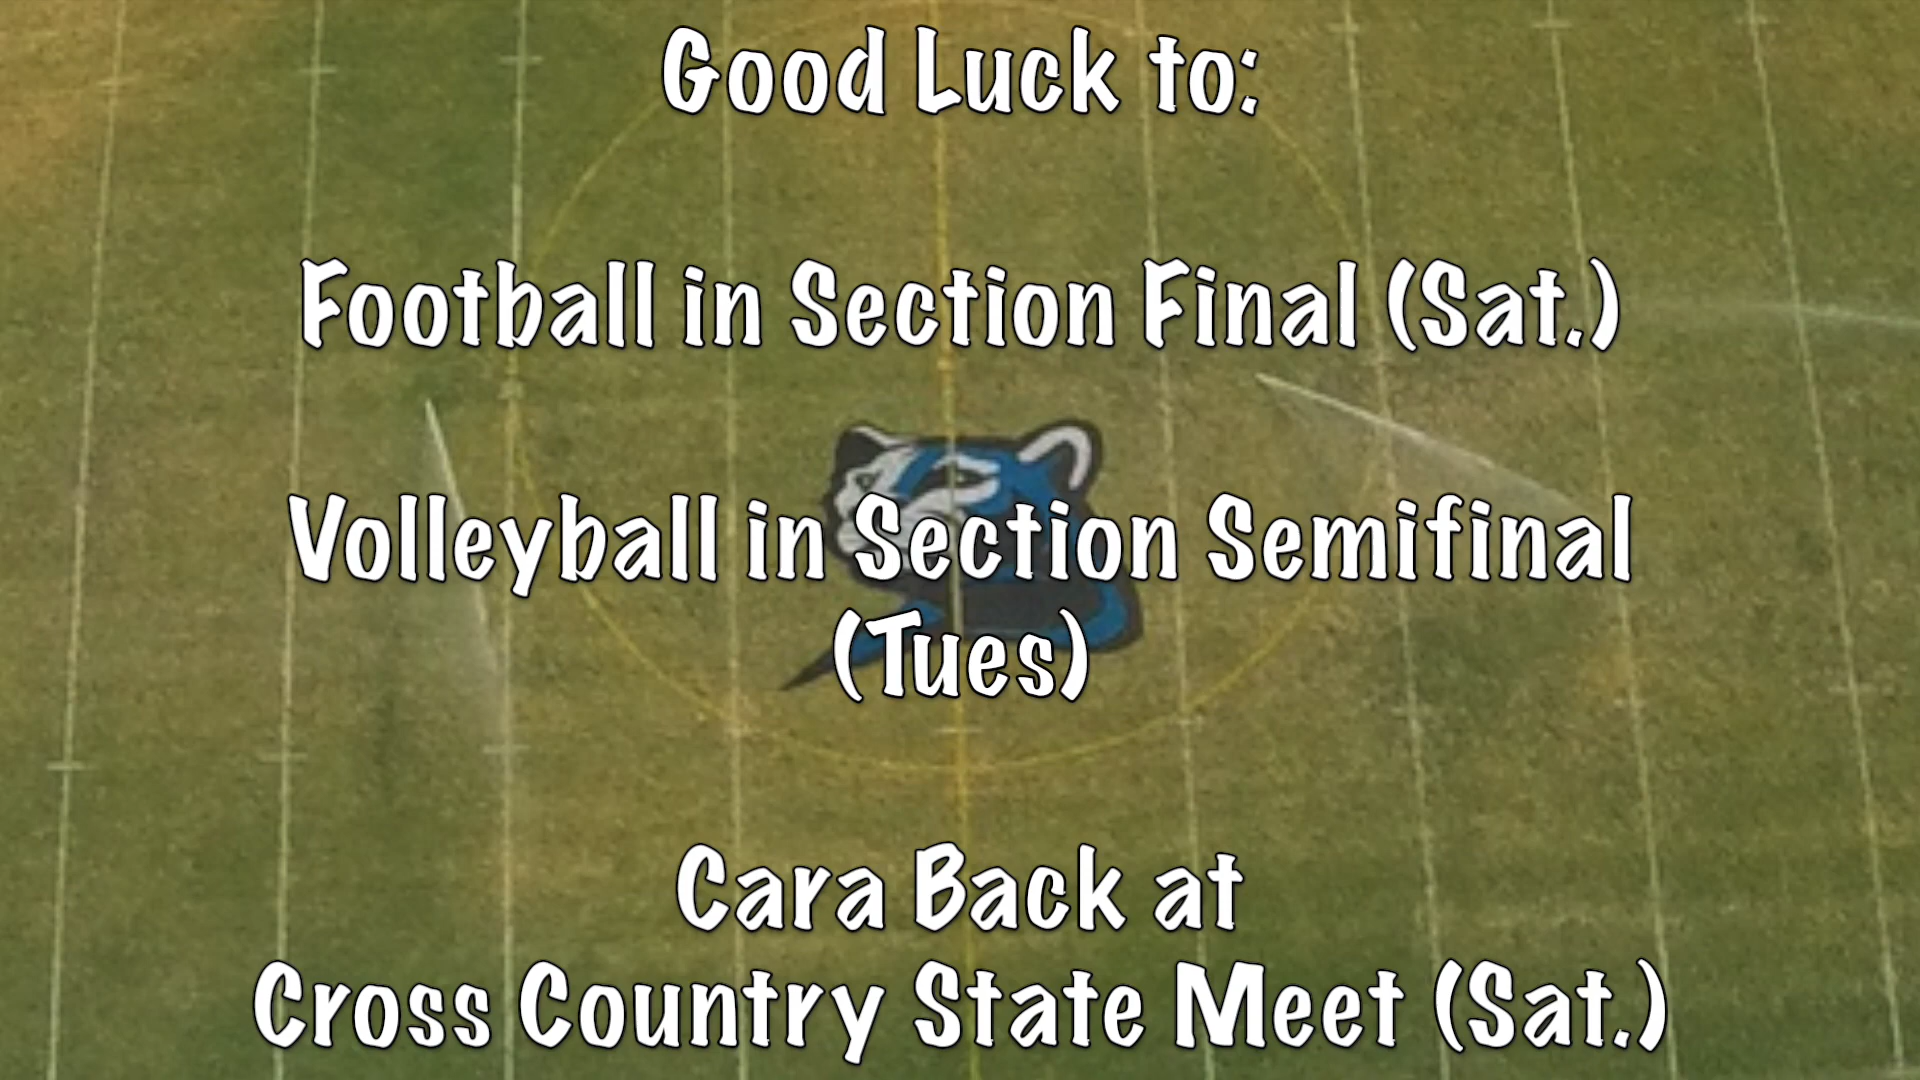 Good Luck to:
Football in Section Final (Sat.)
Volleyball in Section Semifinal
(Tues)
Cara Back at
Cross Country State Meet (Sat.)